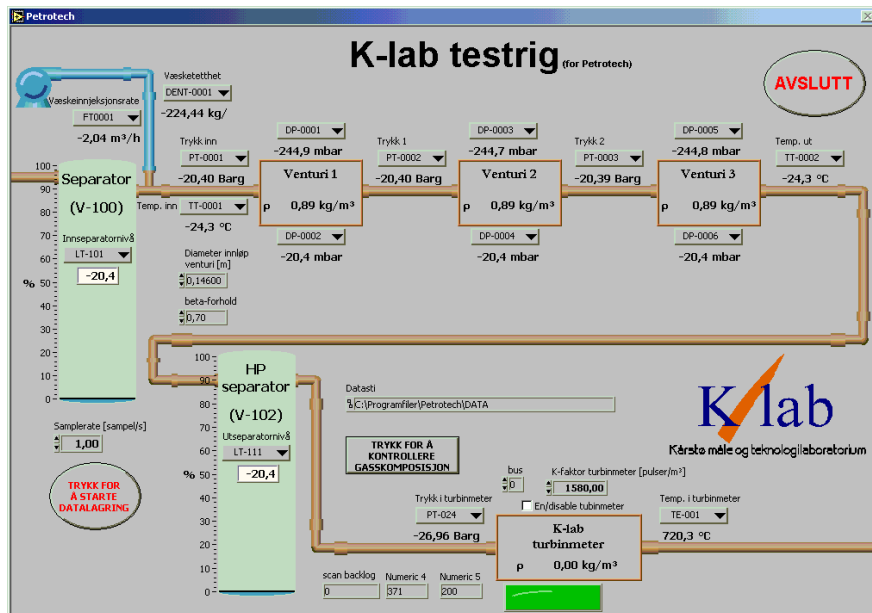 Petrotech
K-lab testrig (for Petrotech)
AVSLUTT
Væsketetthet
DENT-0001
-224,44 kg/
Væskeinnjeksjonsrate
FT0001
-2,04 m³/h
Trykk inn
PT-0001
-20,40 Barg
Temp. inn
TT-0001
-24,3 °C
DP-0001
-244,9 mbar
Venturi 1
ρ 0,89 kg/m³
DP-0002
-20,4 mbar
Trykk 1
PT-0002
-20,40 Barg
DP-0003
-244,7 mbar
Venturi 2
ρ 0,89 kg/m³
DP-0004
-20,4 mbar
Trykk 2
PT-0003
-20,39 Barg
DP-0005
-244,8 mbar
Venturi 3
ρ 0,89 kg/m³
DP-0006
-20,4 mbar
Temp. ut
TT-0002
-24,3 °C
100
90
80
70
60
% 50
40
30
20
10
0
Separator
(V-100)
Innseparatornivå
LT-101
-20,4
Diameter innløp
venturi [m]
0,14600
beta-forhold
0,70
Samplerate [sampel/s]
1,00
TRYKK FOR
Å STARTE
DATALAGRING
100
90
80
70
60
% 50
40
30
20
10
0
HP
separator
(V-102)
Utseparatornivå
LT-111
-20,4
Datasti
C:\Programfiler\Petrotech\DATA
TRYKK FOR Å
KONTROLLERE
GASSKOMPOSISJON
K lab
Kårstø måle og teknologilaboratorium
bus
0
K-faktor turbinmeter [pulser/m³]
1580,00
En/disable tubinmeter
Trykk i turbinmeter
PT-024
-26,96 Barg
K-lab
turbinmeter
ρ 0,00 kg/m³
Temp. i turbinmeter
TE-001
720,3 °C
scan backlog
0
Numeric 4
371
Numeric 5
200